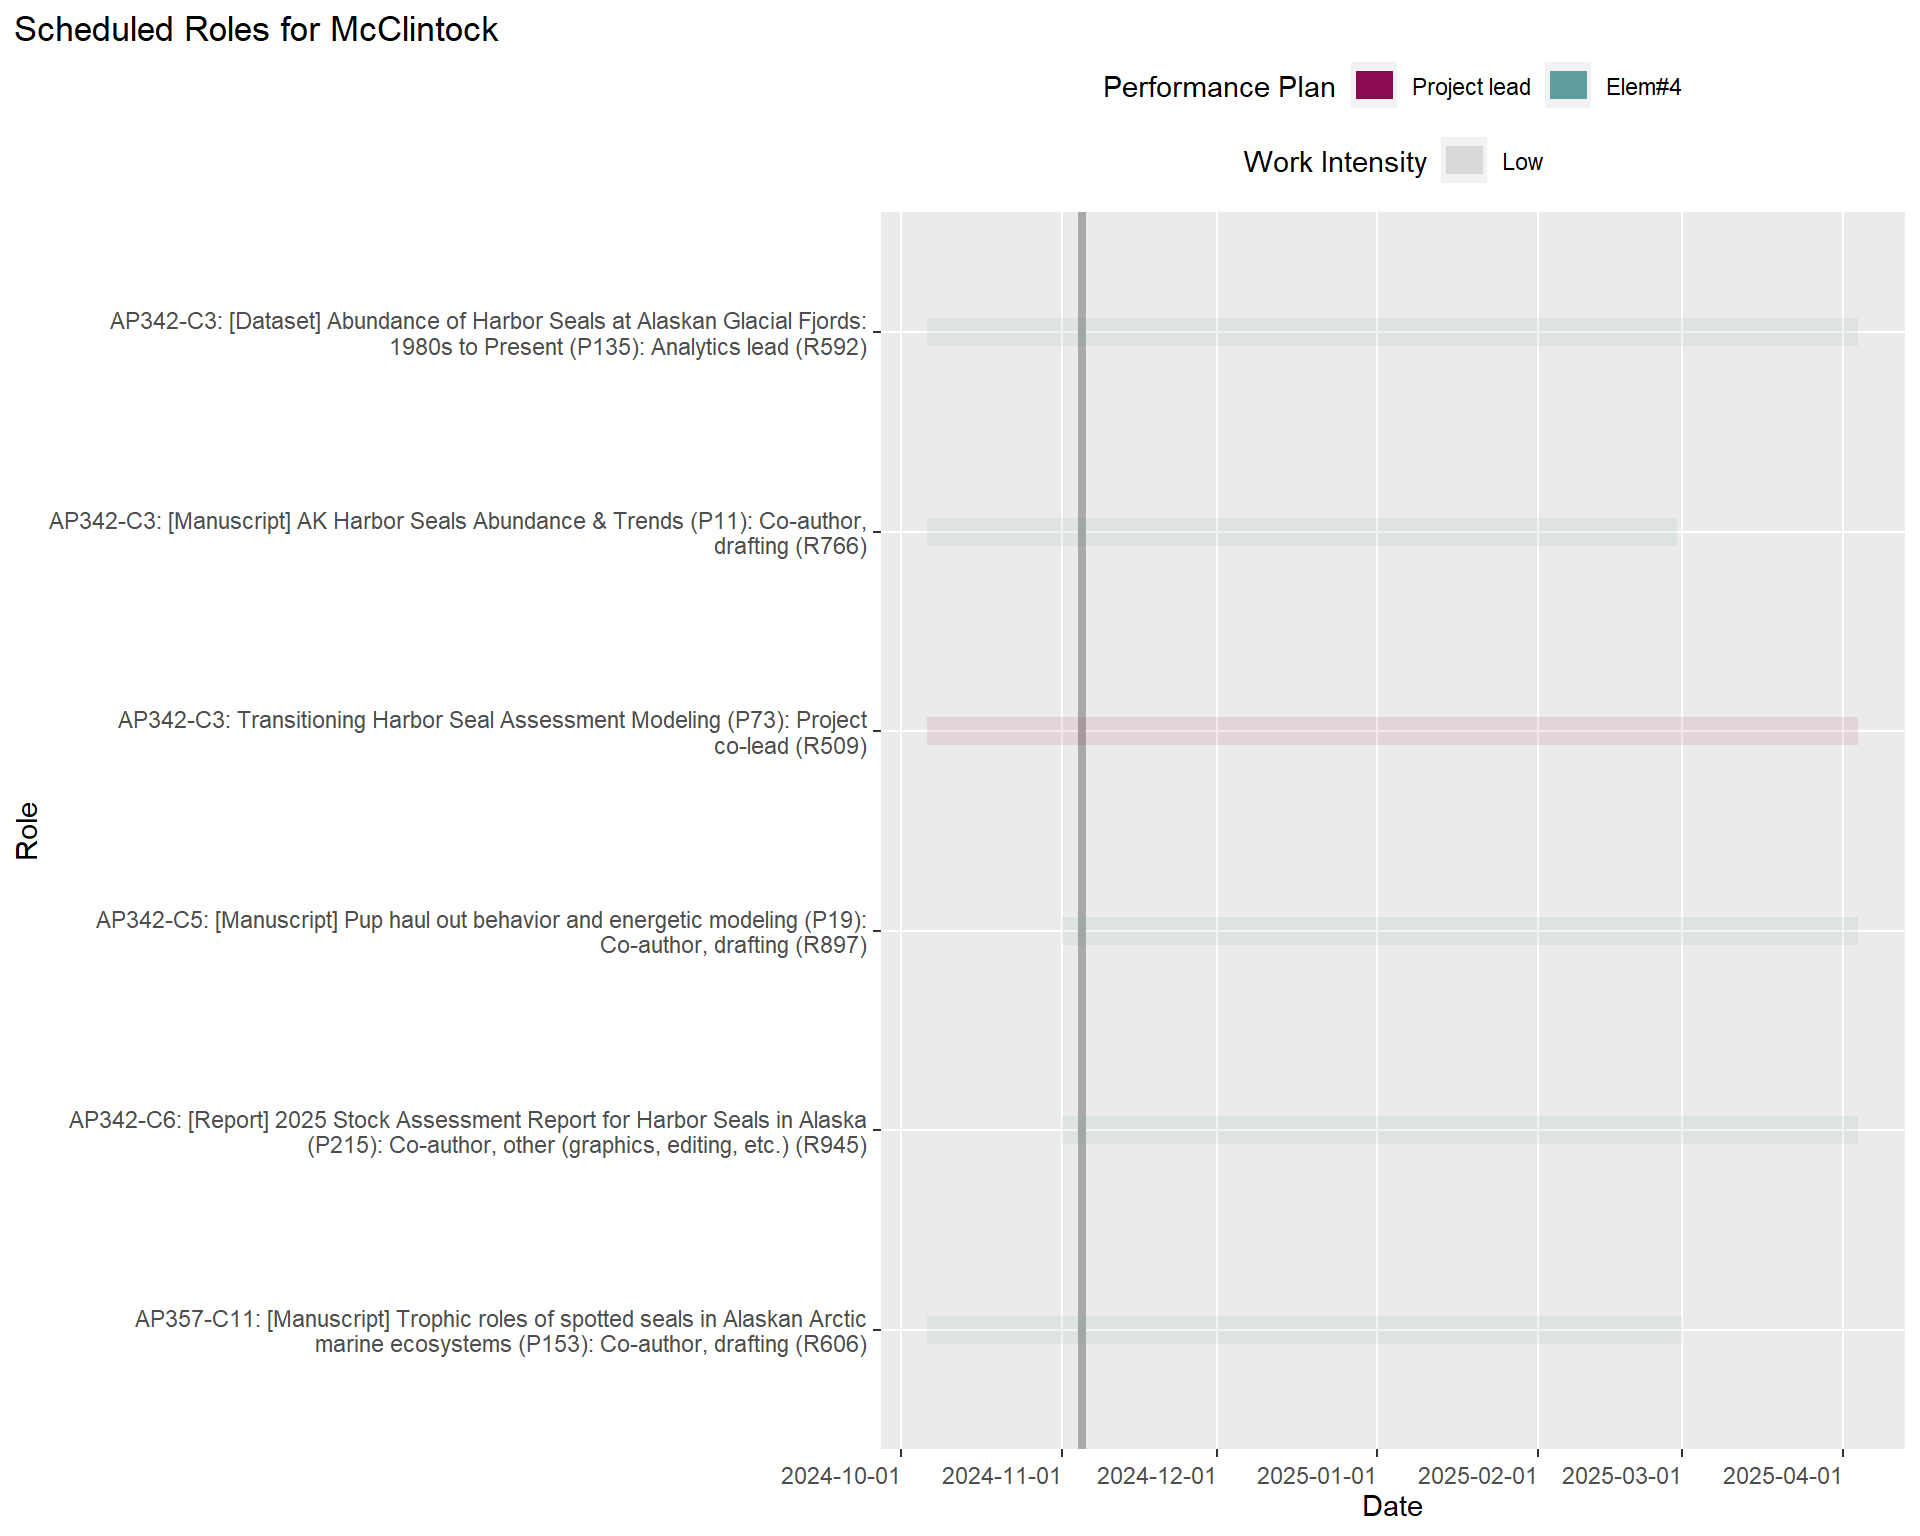 Scheduled Roles for McClintock
Performance Plan
Project lead
Elem#4
Work Intensity
Low
AP342-C3: [Dataset] Abundance of Harbor Seals at Alaskan Glacial Fjords:
1980s to Present (P135): Analytics lead (R592)
AP342-C3: [Manuscript] AK Harbor Seals Abundance & Trends (P11): Co-author,
drafting (R766)
AP342-C3: Transitioning Harbor Seal Assessment Modeling (P73): Project
co-lead (R509)
AP342-C5: [Manuscript] Pup haul out behavior and energetic modeling (P19):
Co-author, drafting (R897)
AP342-C6: [Report] 2025 Stock Assessment Report for Harbor Seals in Alaska
(P215): Co-author, other (graphics, editing, etc.) (R945)
AP357-C11: [Manuscript] Trophic roles of spotted seals in Alaskan Arctic
marine ecosystems (P153): Co-author, drafting (R606)
Role
2024-10-01
2024-11-01
2024-12-01
2025-01-01
2025-02-01
2025-03-01
2025-04-01
Date